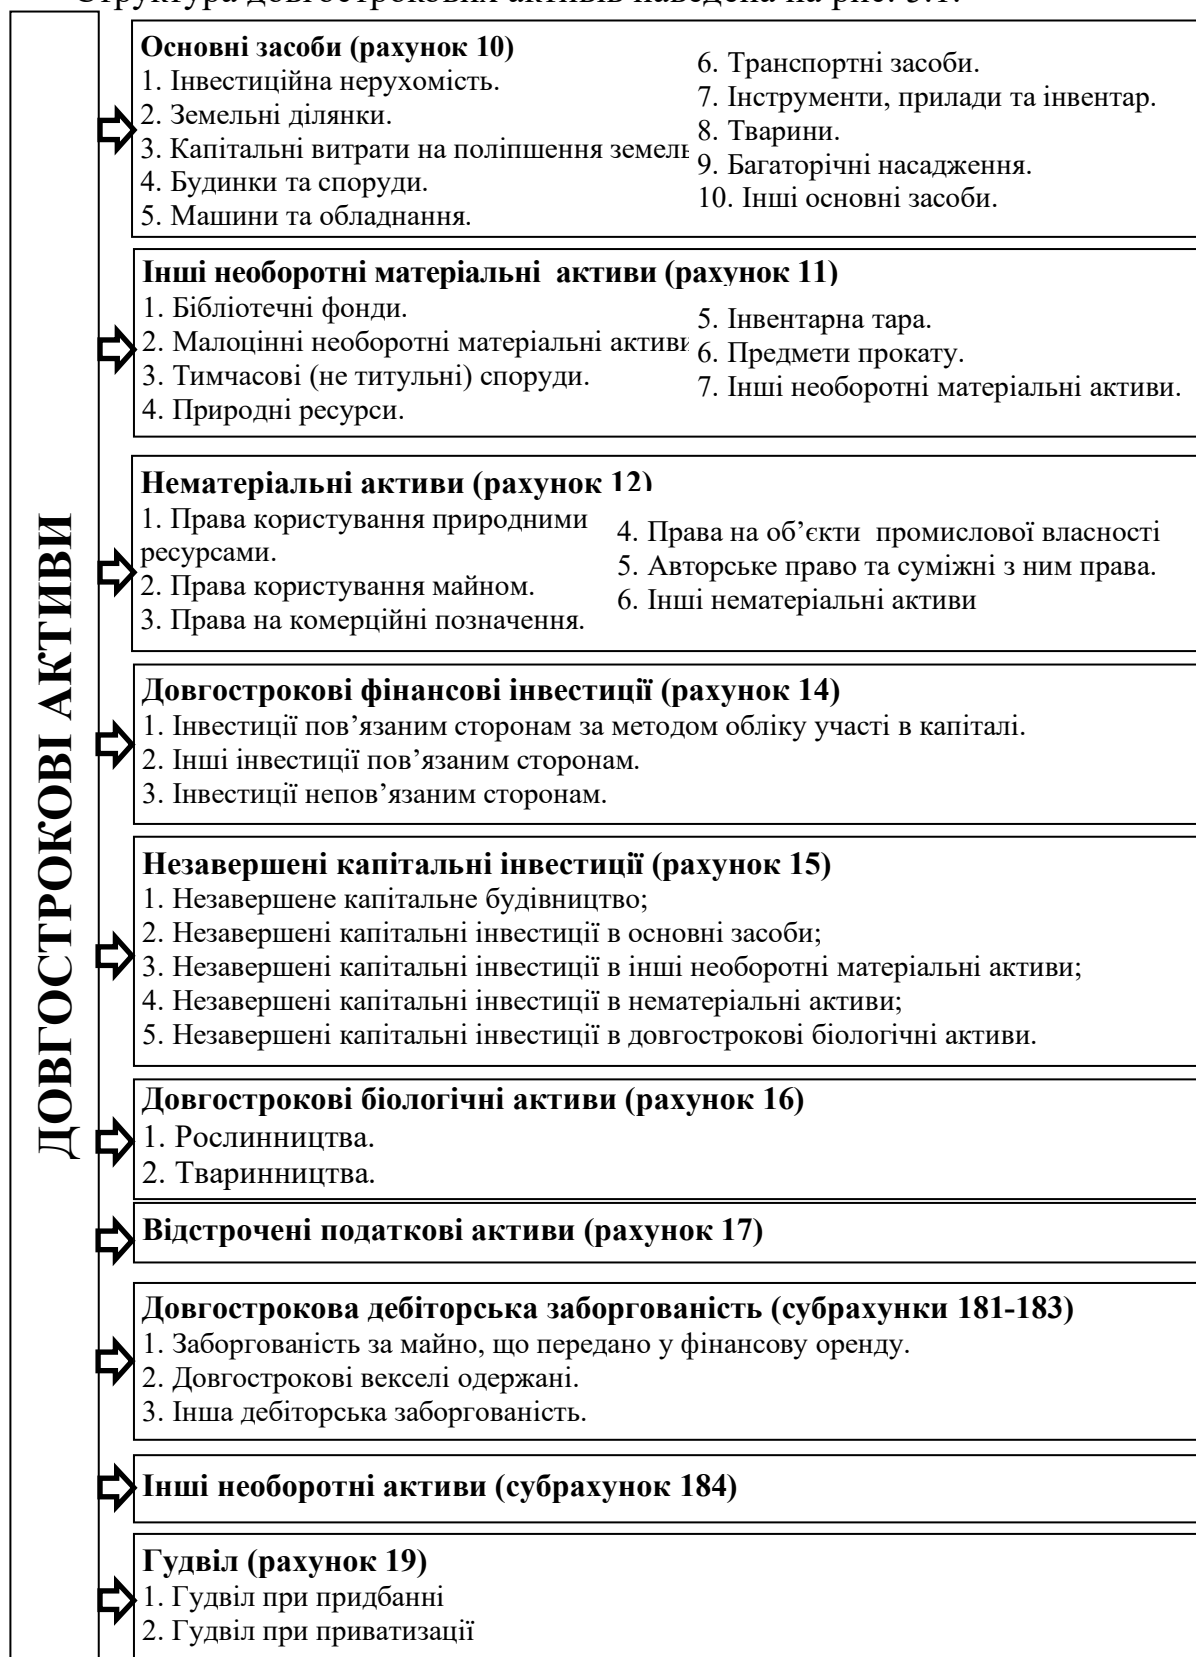 Структура довгострокових активів наведена на рис. 3.1.
ДОВГОСТРОКОВІ АКТИВИ
Основні засоби (рахунок 10)
1. Інвестиційна нерухомість.
2. Земельні ділянки.
3. Капітальні витрати на поліпшення земель
4. Будинки та споруди.
5. Машини та обладнання.
6. Транспортні засоби.
7. Інструменти, прилади та інвентар.
8. Тварини.
9. Багаторічні насадження.
10. Інші основні засоби.
Інші необоротні матеріальні активи (рахунок 11)
1. Бібліотечні фонди.
2. Малоцінні необоротні матеріальні активи
3. Тимчасові (не титульні) споруди.
4. Природні ресурси.
5. Інвентарна тара.
6. Предмети прокату.
7. Інші необоротні матеріальні активи.
Нематеріальні активи (рахунок 12)
1. Права користування природними
ресурсами.
2. Права користування майном.
3. Права на комерційні позначення.
4. Права на об’єкти промислової власності
5. Авторське право та суміжні з ним права.
6. Інші нематеріальні активи
Довгострокові фінансові інвестиції (рахунок 14)
1. Інвестиції пов’язаним сторонам за методом обліку участі в капіталі.
2. Інші інвестиції пов’язаним сторонам.
3. Інвестиції непов’язаним сторонам.
Незавершені капітальні інвестиції (рахунок 15)
1. Незавершене капітальне будівництво;
2. Незавершені капітальні інвестиції в основні засоби;
3. Незавершені капітальні інвестиції в інші необоротні матеріальні активи;
4. Незавершені капітальні інвестиції в нематеріальні активи;
5. Незавершені капітальні інвестиції в довгострокові біологічні активи.
Довгострокові біологічні активи (рахунок 16)
1. Рослинництва.
2. Тваринництва.
Відстрочені податкові активи (рахунок 17)
Довгострокова дебіторська заборгованість (субрахунки 181-183)
1. Заборгованість за майно, що передано у фінансову оренду.
2. Довгострокові векселі одержані.
3. Інша дебіторська заборгованість.
Інші необоротні активи (субрахунок 184)
Гудвіл (рахунок 19)
1. Гудвіл при придбанні
2. Гудвіл при приватизації